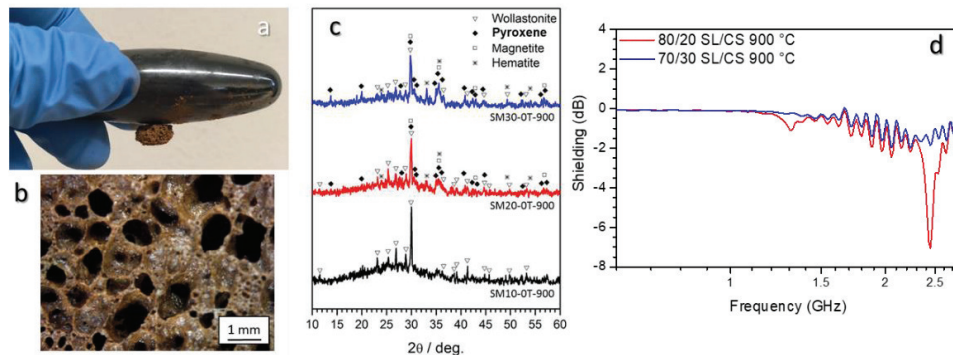 a
b
1 mm
c
Wollastonite
Pyroxene
Magnetite
Hematite
SM30-0T-900
SM20-0T-900
SM10-0T-900
10 15 20 25 30 35 40 45 50 55 60
2θ / deg.
d
80/20 SL/CS 900 °C
70/30 SL/CS 900 °C
Shielding (dB)
4
2
0
-2
-4
-6
-8
1 1.5 2 2.5
Frequency (GHz)